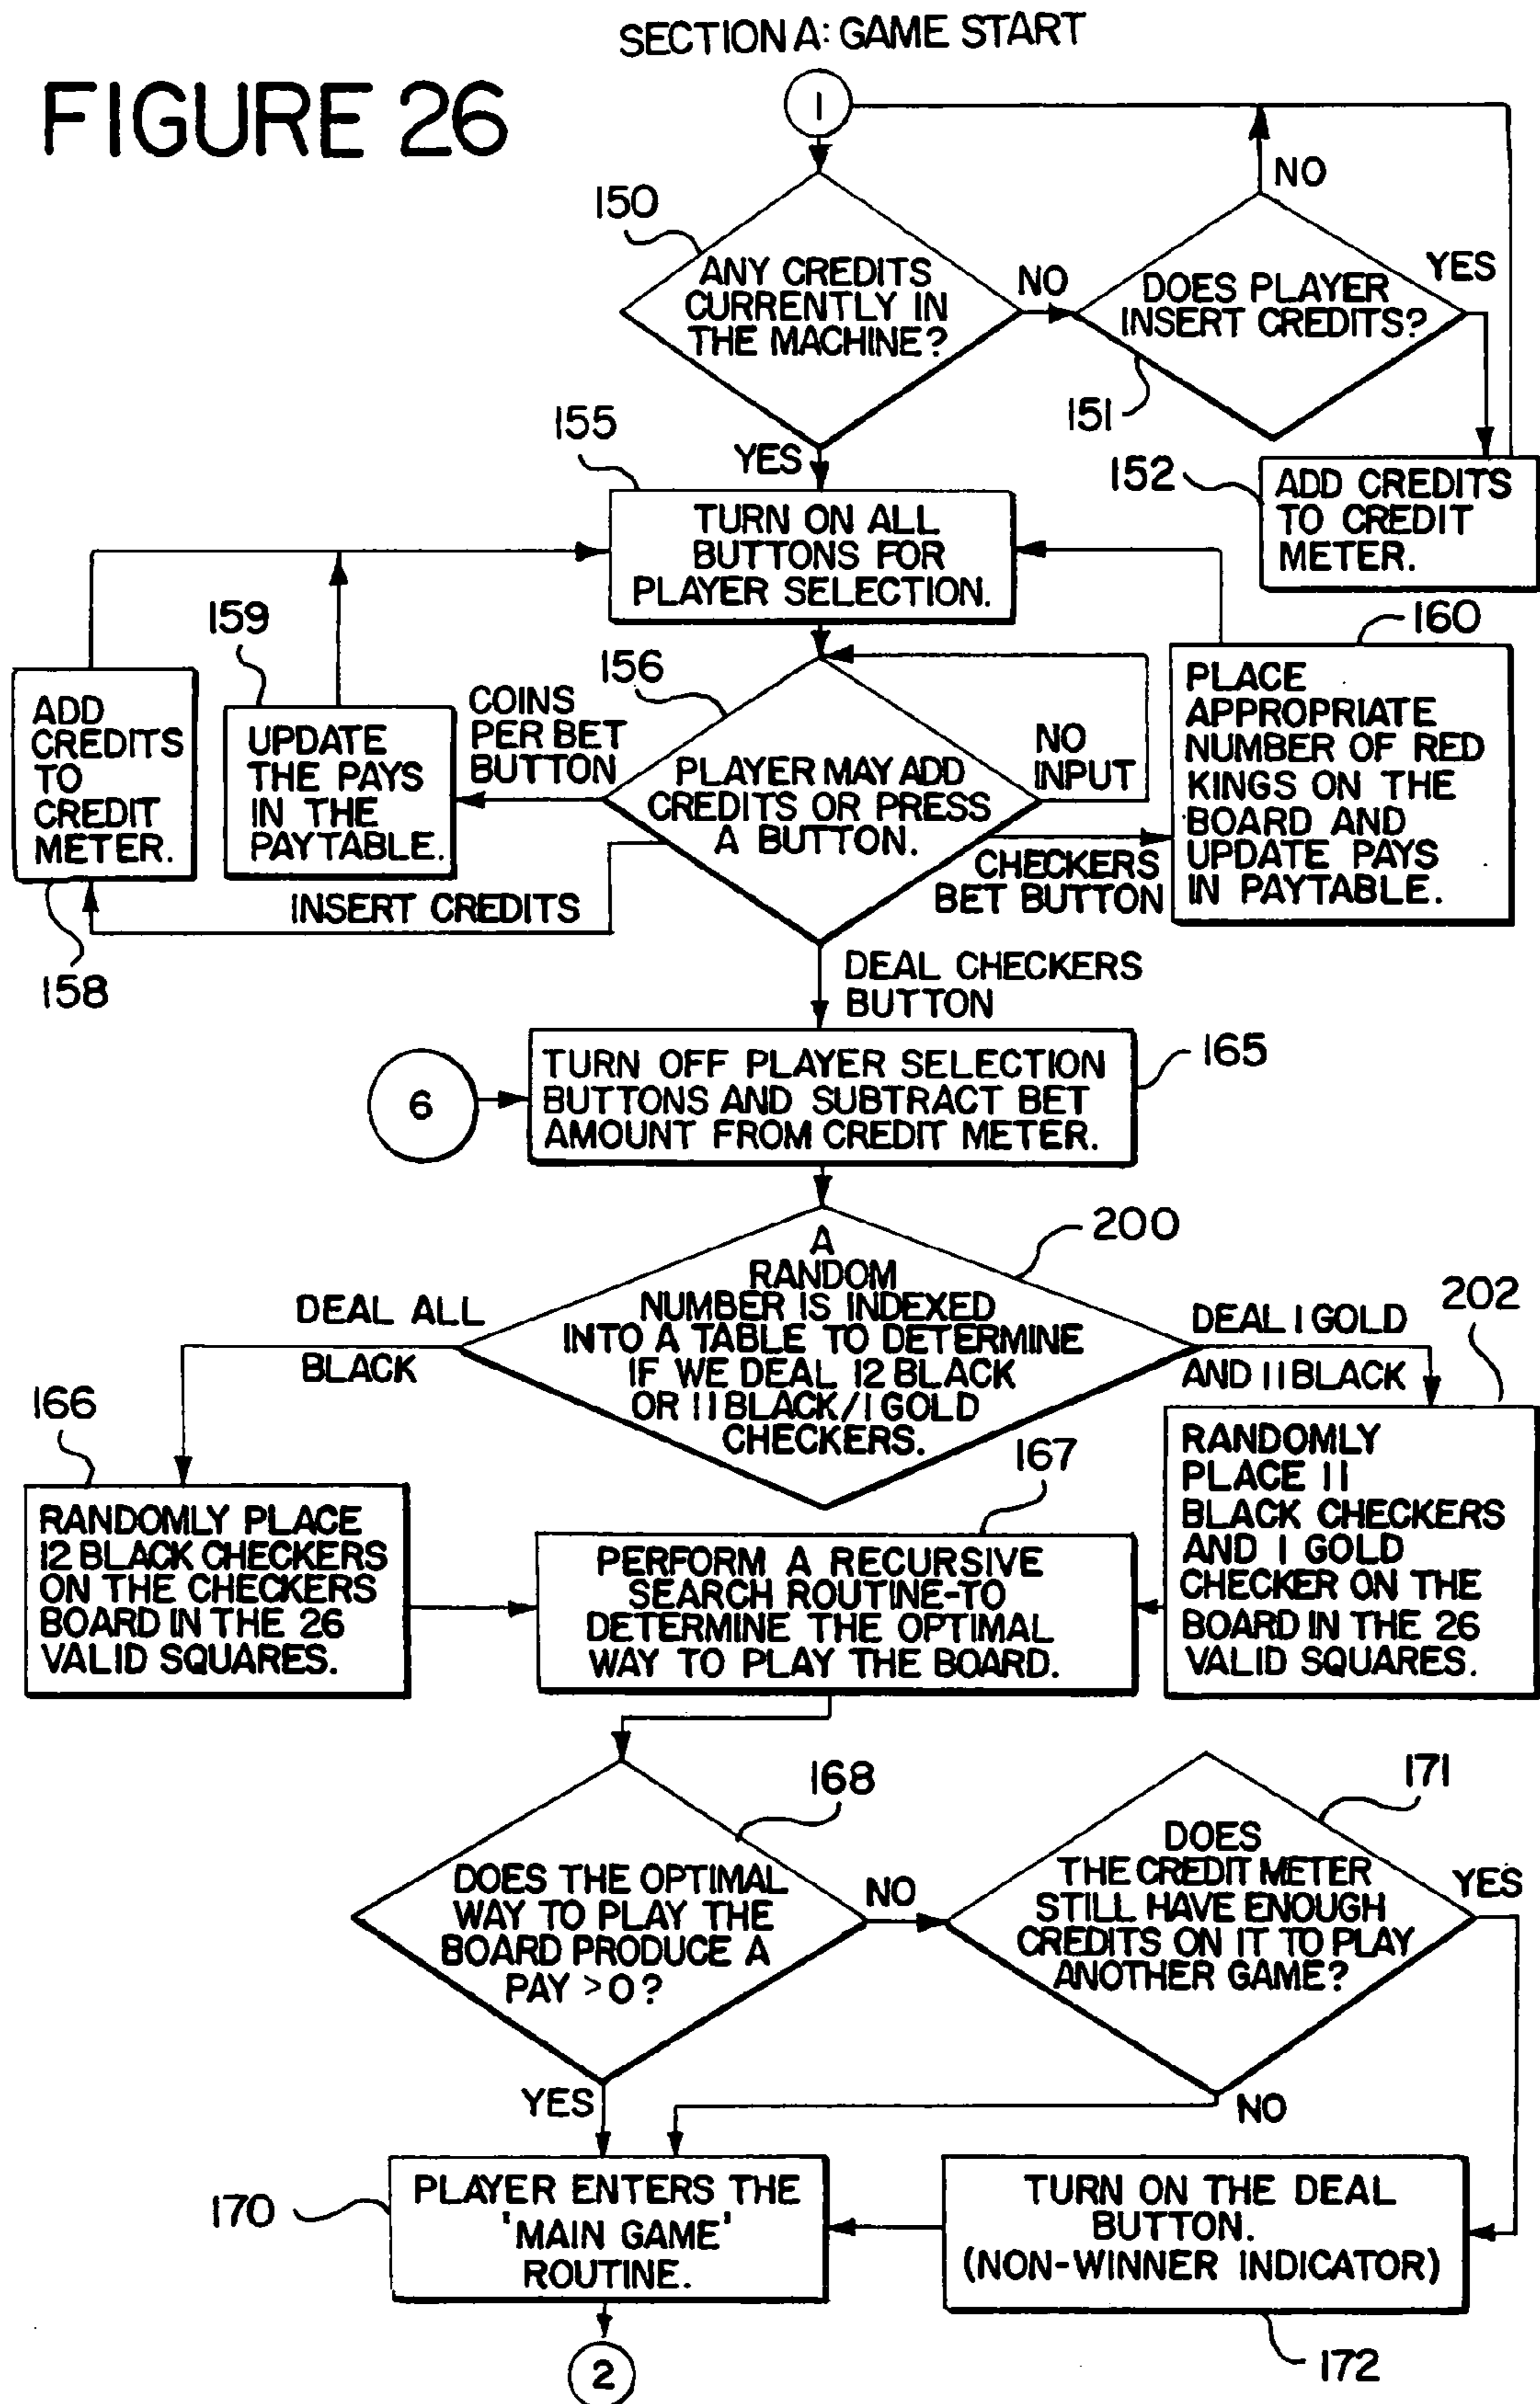 SECTION A: GAME START
FIGURE 26
1
150
ANY CREDITS
CURRENTLY IN
THE MACHINE?
NO
DOES PLAYER
INSERT CREDITS?
NO
YES
151
YES
152
ADD CREDITS
TO CREDIT
METER.
155
TURN ON ALL
BUTTONS FOR
PLAYER SELECTION.
156
PLAYER MAY ADD
CREDITS OR PRESS
A BUTTON.
NO
INPUT
COINS
PER BET
BUTTON
159
UPDATE
THE PAYS
IN THE
PAYTABLE.
ADD
CREDITS
TO
CREDIT
METER.
158
INSERT CREDITS
CHECKERS
BET BUTTON
160
PLACE
APPROPRIATE
NUMBER OF RED
KINGS ON THE
BOARD AND
UPDATE PAYS
IN PAYTABLE.
DEAL CHECKERS
BUTTON
6
TURN OFF PLAYER SELECTION
BUTTONS AND SUBTRACT BET
AMOUNT FROM CREDIT METER.
165
A
RANDOM
NUMBER IS INDEXED
INTO A TABLE TO DETERMINE
IF WE DEAL 12 BLACK
OR 11 BLACK/1 GOLD
CHECKERS.
200
DEAL ALL
BLACK
DEAL 1 GOLD
AND 11 BLACK
202
166
RANDOMLY PLACE
12 BLACK CHECKERS
ON THE CHECKERS
BOARD IN THE 26
VALID SQUARES.
167
PERFORM A RECURSIVE
SEARCH ROUTINE-TO
DETERMINE THE OPTIMAL
WAY TO PLAY THE BOARD.
RANDOMLY
PLACE 11
BLACK CHECKERS
AND 1 GOLD
CHECKER ON THE
BOARD IN THE 26
VALID SQUARES.
168
DOES THE OPTIMAL
WAY TO PLAY THE
BOARD PRODUCE A
PAY >0?
NO
171
DOES
THE CREDIT METER
STILL HAVE ENOUGH
CREDITS ON IT TO PLAY
ANOTHER GAME?
YES
YES
NO
170
PLAYER ENTERS THE
'MAIN GAME'
ROUTINE.
TURN ON THE DEAL
BUTTON.
(NON-WINNER INDICATOR)
172
2